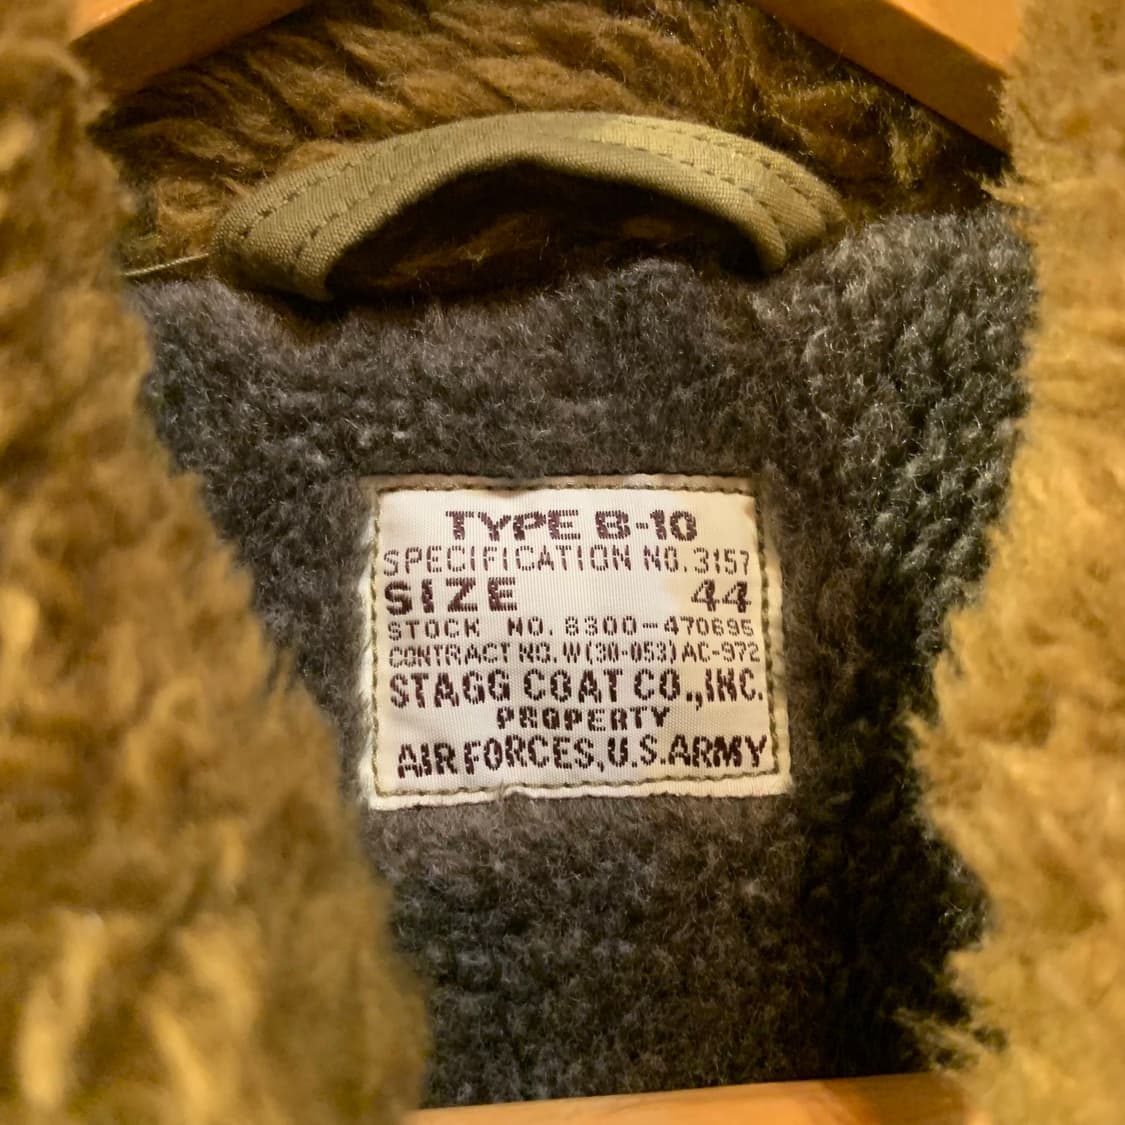 TYPE B-10
SPECIFICATION NO. 3157
SIZE 44
STOCK NO. 8300-470695
CONTRACT NO. W(30-053) AC-972
STAGG COAT CO., INC.
PROPERTY
AIR FORCES, U.S. ARMY